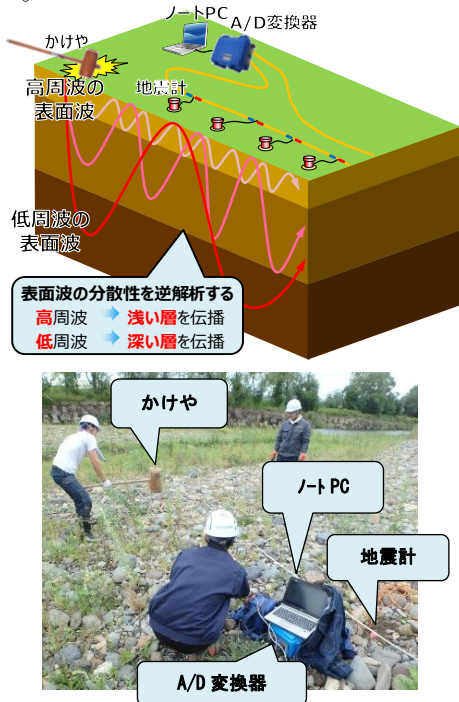 ノートPC
A/D変換器
かけや
高周波の
表面波
地震計
低周波の
表面波
表面波の分散性を逆解析する
高周波 浅い層を伝播
低周波 深い層を伝播
かけや
ノートPC
地震計
A/D変換器